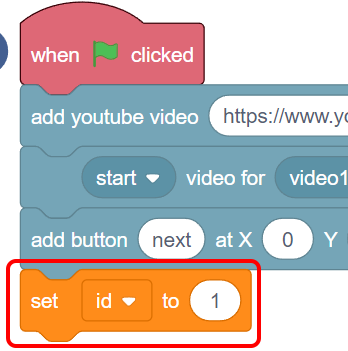 when clicked
add youtube video https://www.yo
start video for video1
add button next at X 0 Y
set id to 1